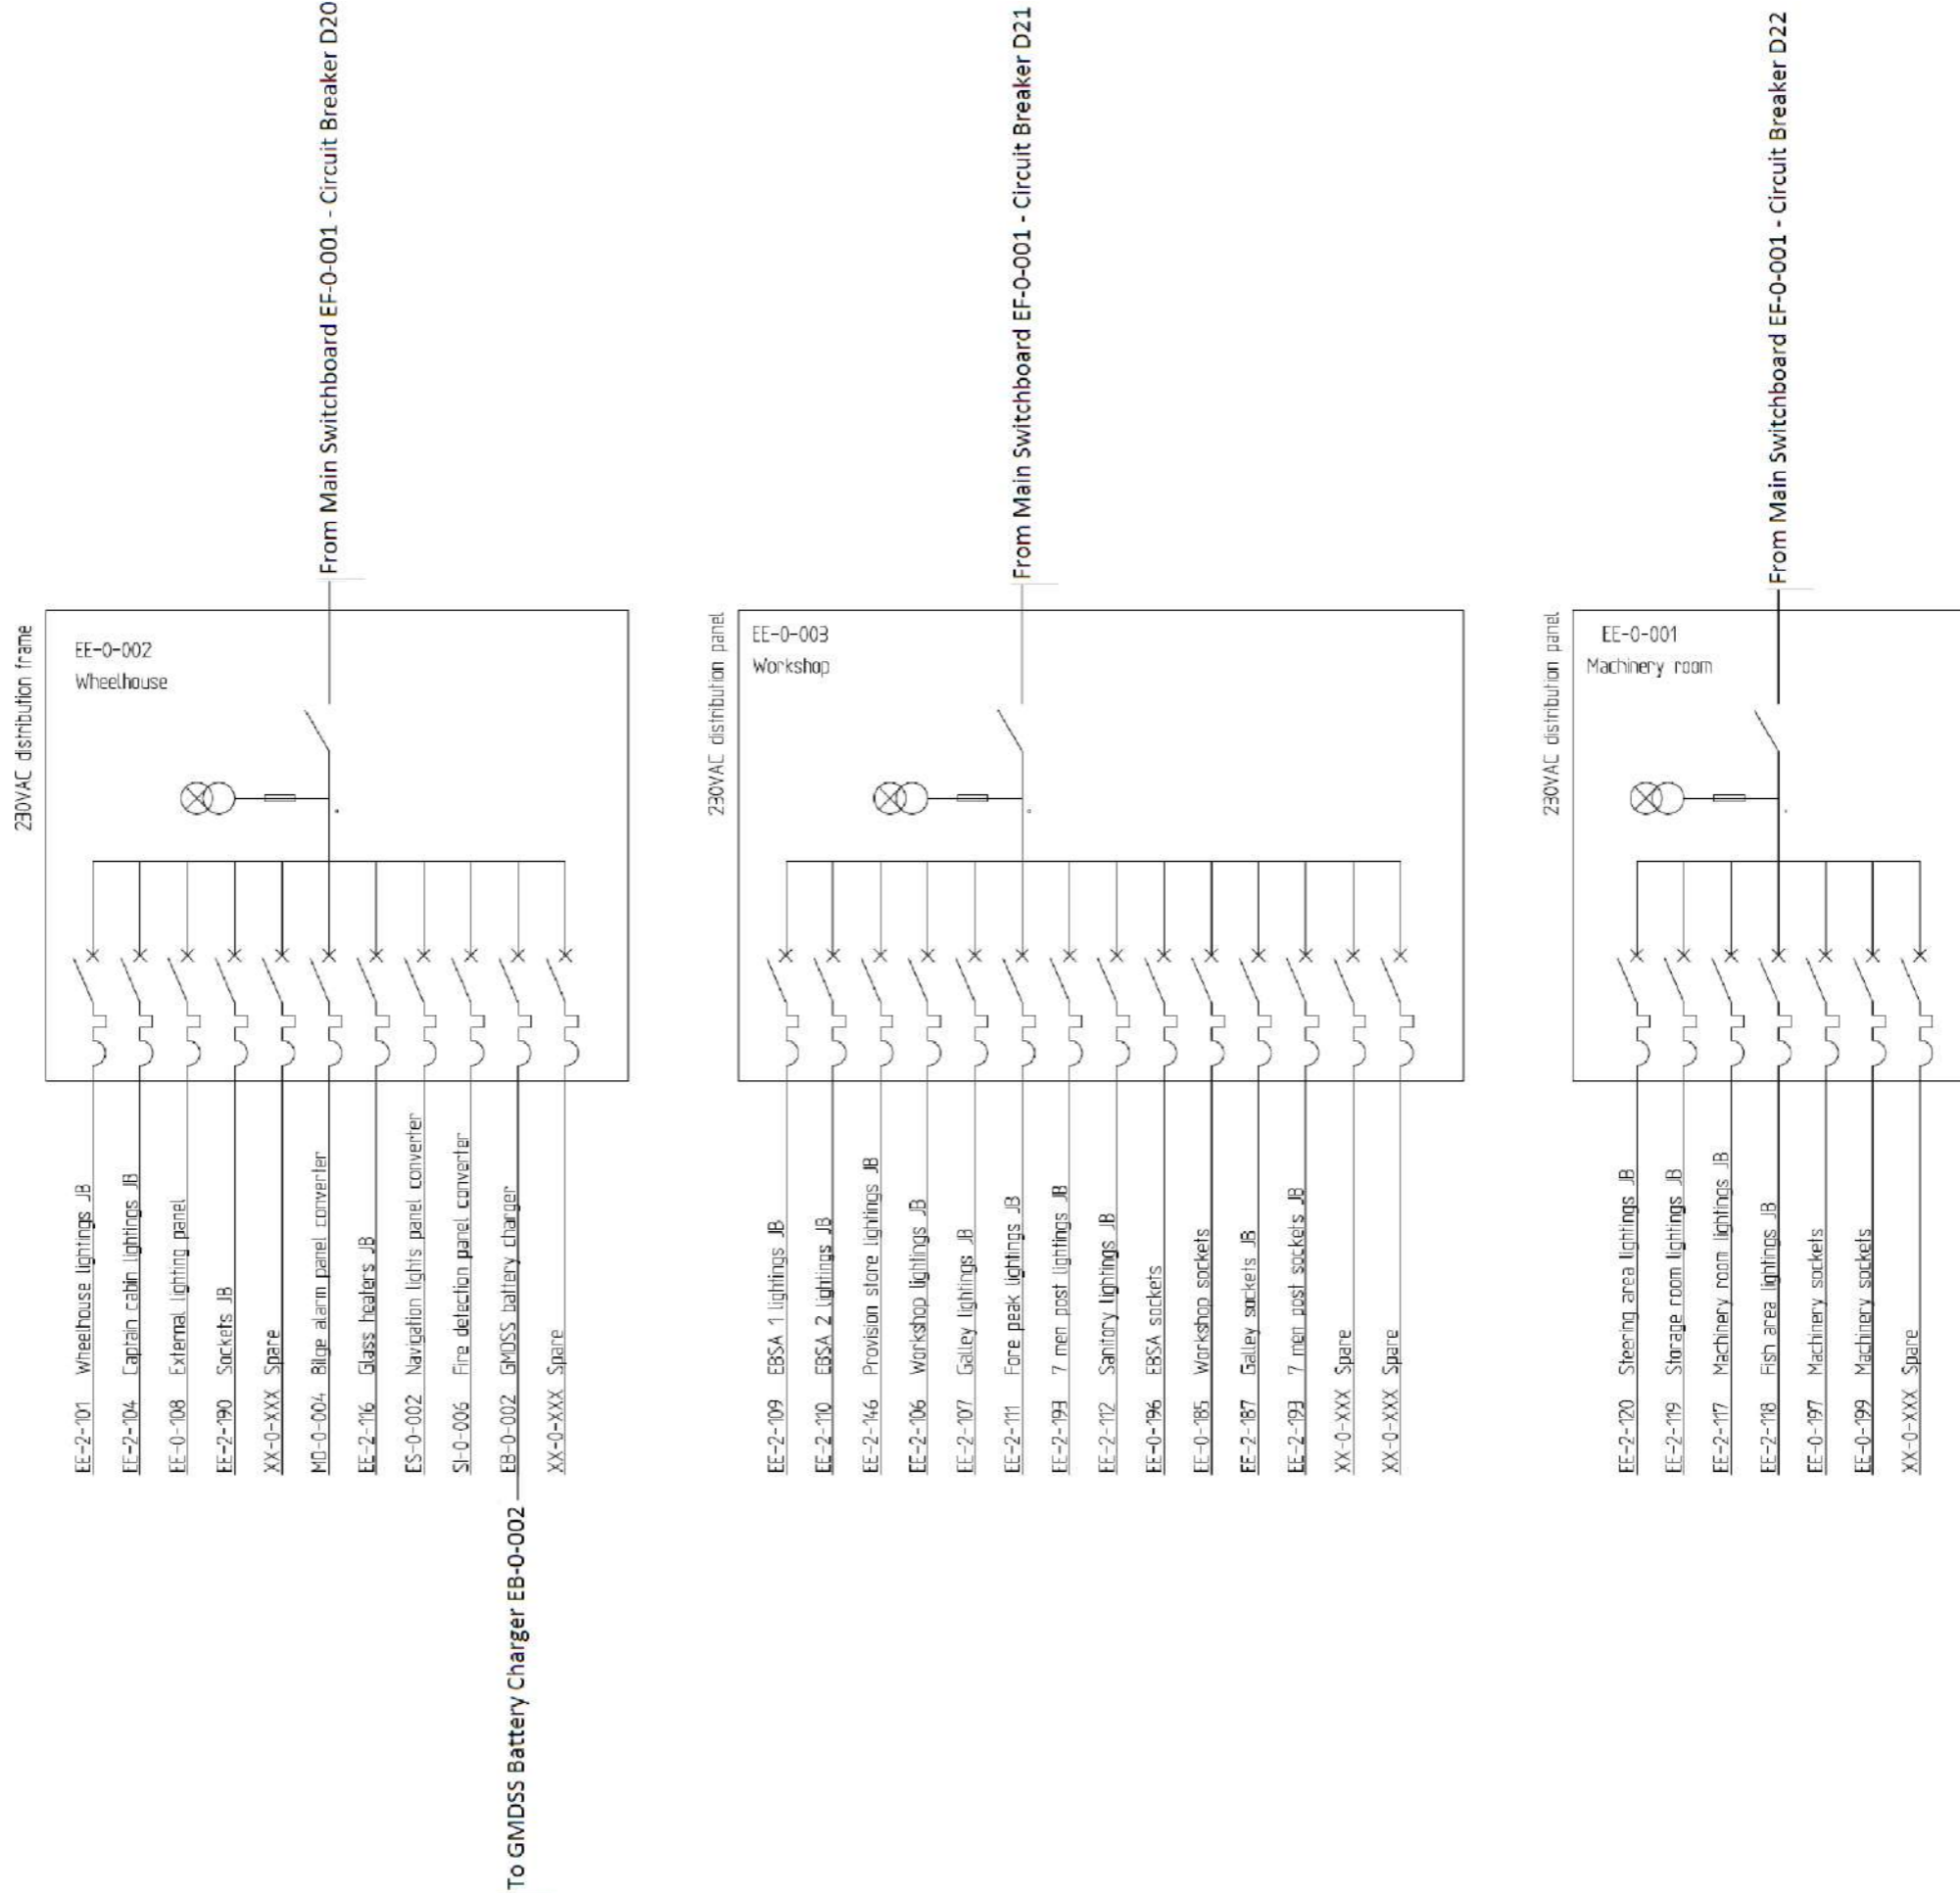 From Main Switchboard EF-0-001 - Circuit Breaker D20
230VAC distribution frame
EE-0-002
Wheelhouse
EE-2-101 Wheelhouse lightings JB
EE-2-104 Captain cabin lightings JB
EE-0-108 External lighting panel
EE-2-190 Sockets JB
XX-0-XXX Spare
MD-0-004 Bilge alarm panel converter
EE-2-116 Glass heaters JB
ES-0-002 Navigation lights panel converter
SI-0-006 Fire detection panel converter
EB-0-002 GMDSS battery charger
XX-0-XXX Spare
To GMDSS Battery Charger EB-0-002
From Main Switchboard EF-0-001 - Circuit Breaker D21
230VAC distribution panel
EE-0-003
Workshop
EE-2-109 EBSA 1 lightings JB
EE-2-110 EBSA 2 lightings JB
EE-2-146 Provision store lightings JB
EE-2-106 Workshop lightings JB
EE-2-107 Galley lightings JB
EE-2-111 Fore peak lightings JB
EE-2-193 7 men post lightings JB
EE-2-112 Sanitory lightings JB
EE-0-196 EBSA sockets
EE-0-185 Workshop sockets
EE-2-187 Galley sockets JB
EE-2-193 7 men post sockets JB
XX-0-XXX Spare
XX-0-XXX Spare
From Main Switchboard EF-0-001 - Circuit Breaker D22
230VAC distribution panel
EE-0-001
Machinery room
EE-2-120 Steering area lightings JB
EE-2-119 Storage room lightings JB
EE-2-117 Machinery room lightings JB
EE-2-118 Fish area lightings JB
EE-0-197 Machinery sockets
EE-0-199 Machinery sockets
XX-0-XXX Spare